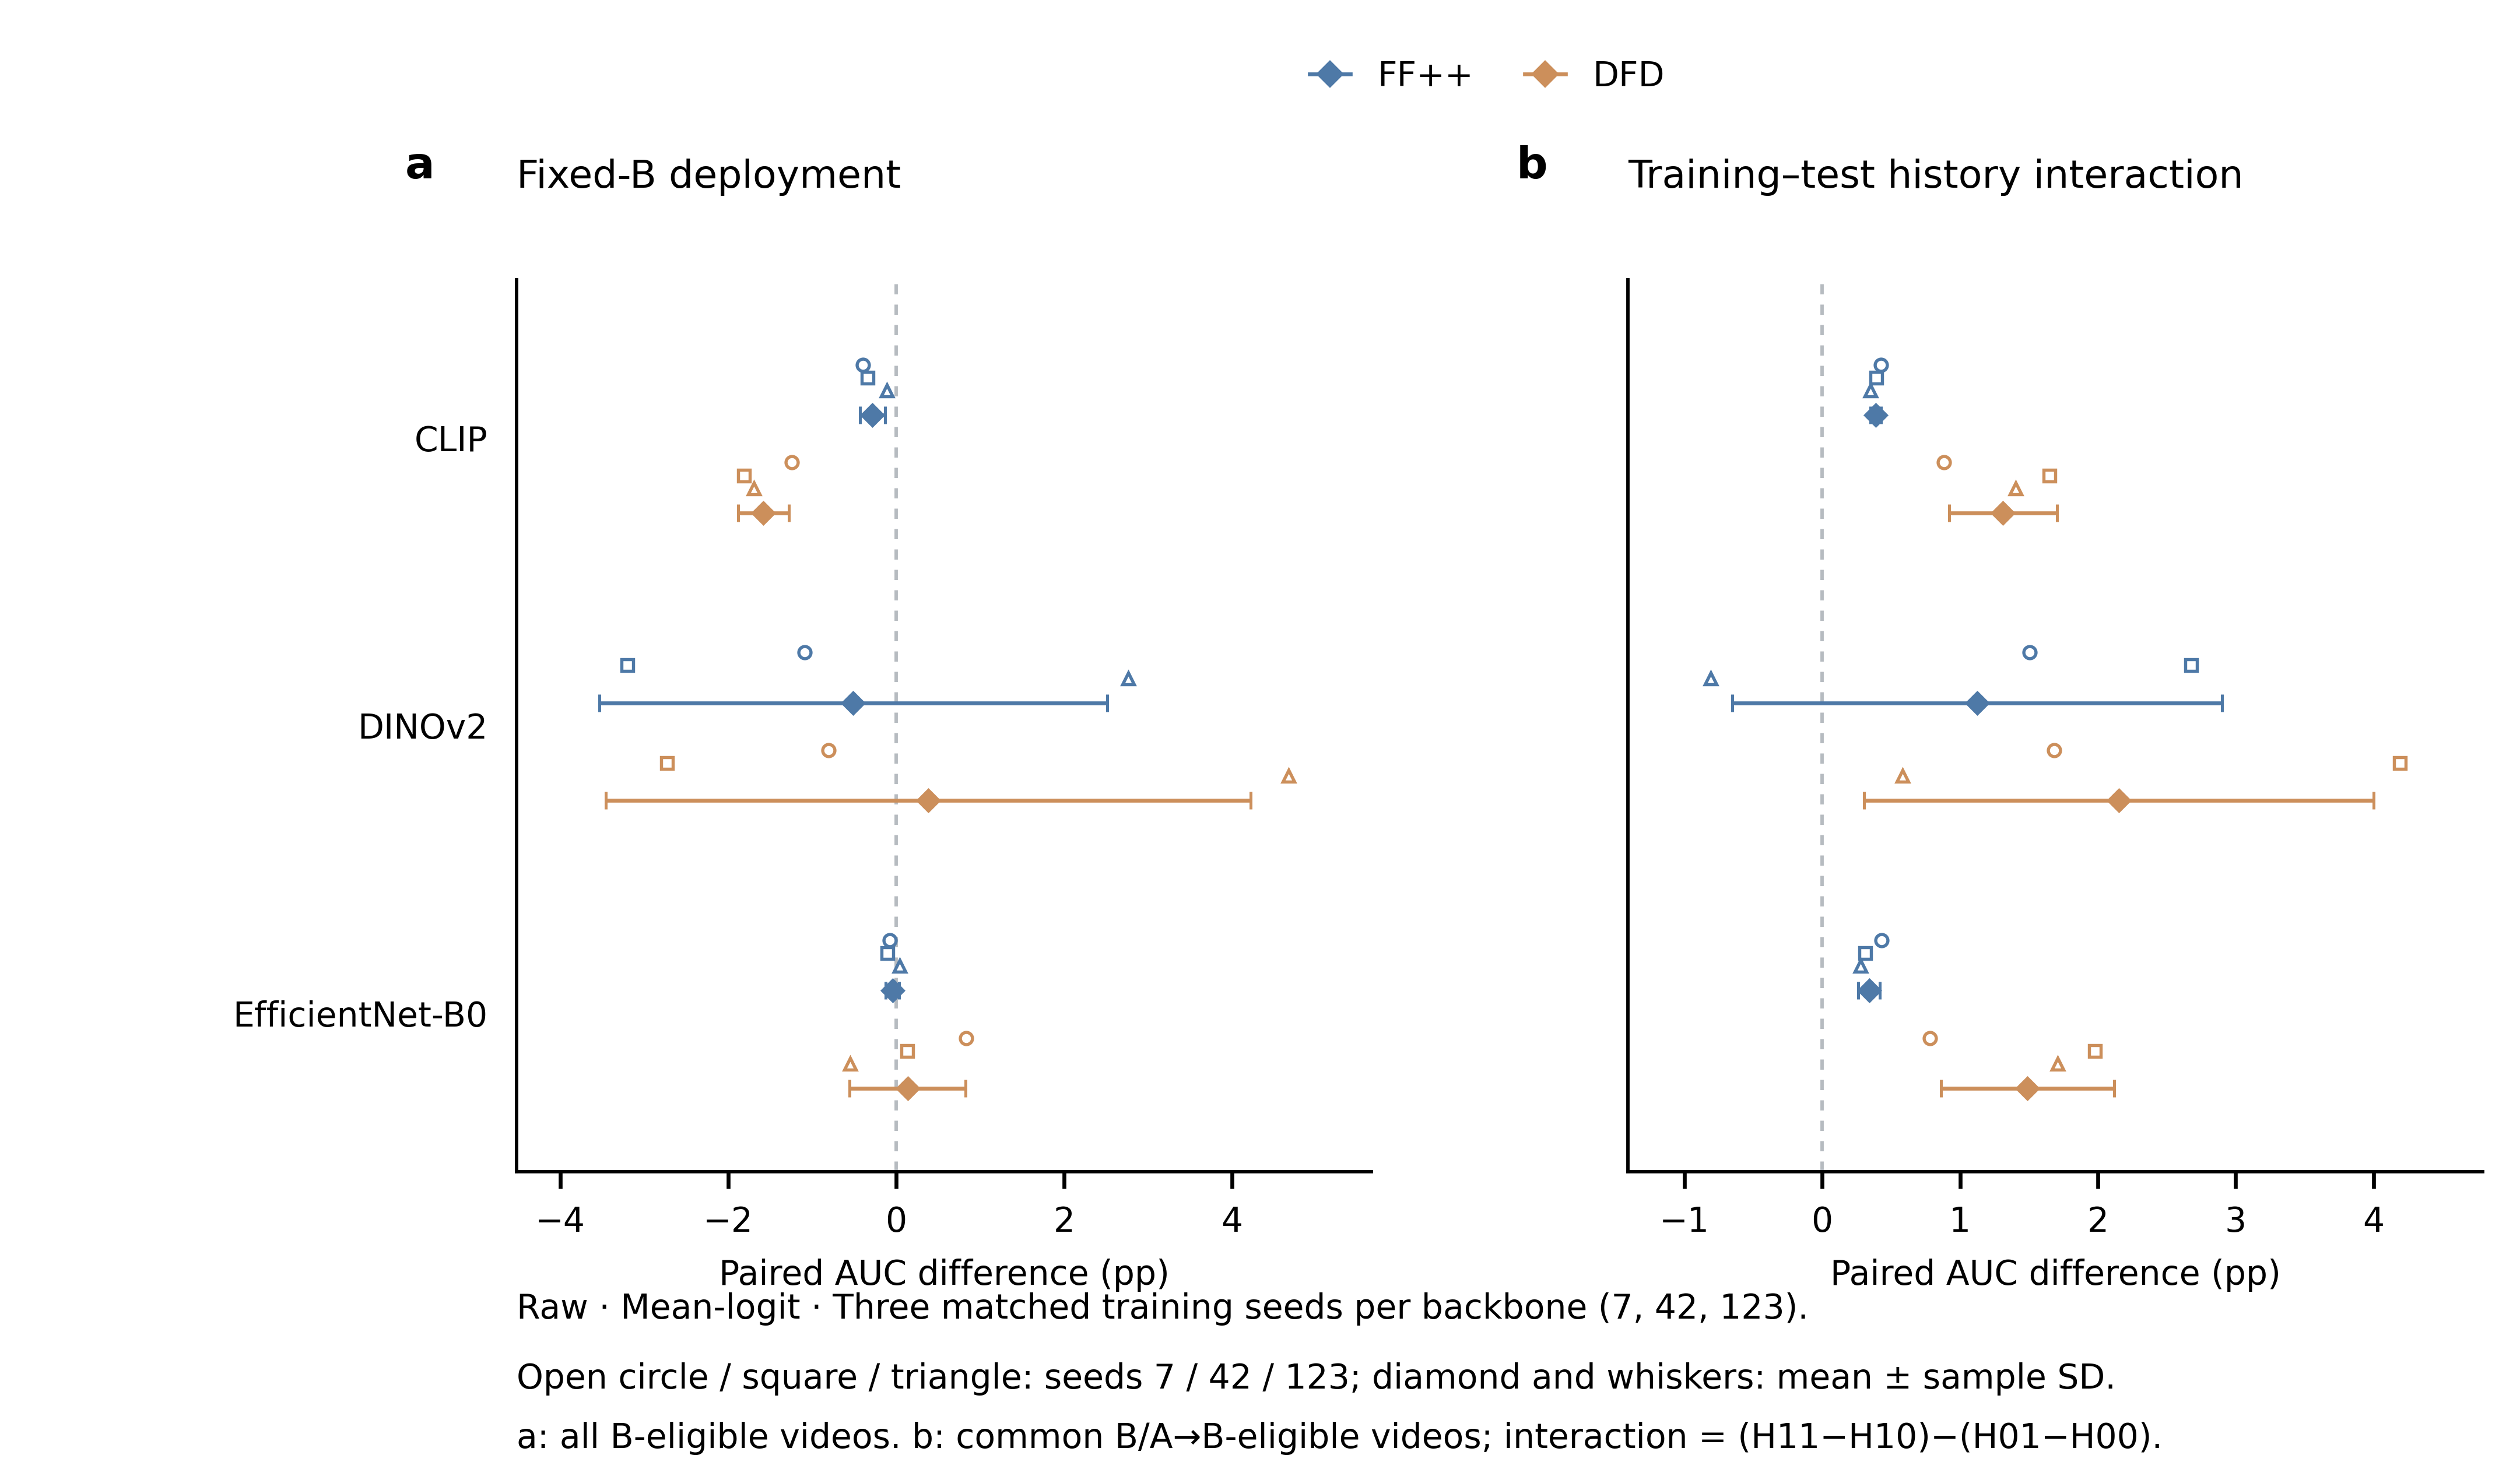 FF++ DFD
a Fixed-B deployment
b Training–test history interaction
CLIP
DINOv2
EfficientNet-B0
−4 −2 0 2 4
−1 0 1 2 3 4
Paired AUC difference (pp)
Paired AUC difference (pp)
Raw · Mean-logit · Three matched training seeds per backbone (7, 42, 123).
Open circle / square / triangle: seeds 7 / 42 / 123; diamond and whiskers: mean ± sample SD.
a: all B-eligible videos. b: common B/A→B-eligible videos; interaction = (H11−H10)−(H01−H00).